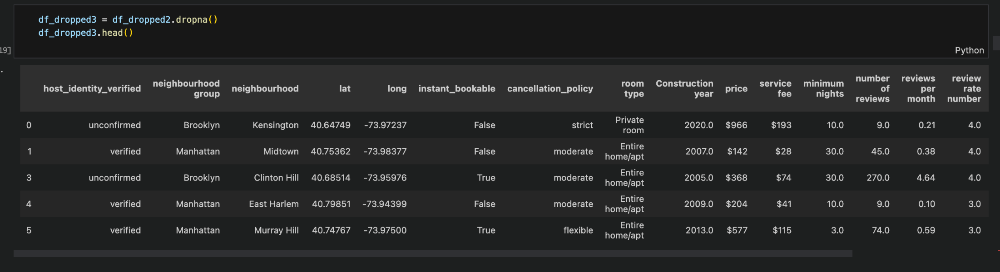 df_dropped3 = df_dropped2.dropna()
df_dropped3.head()
19]
Python
host_identity_verified neighbourhood group neighbourhood lat long instant_bookable cancellation_policy room type Construction year price service fee minimum nights number of reviews reviews per month review rate number
0 unconfirmed Brooklyn Kensington 40.64749 -73.97237 False strict Private room 2020.0 $966 $193 10.0 9.0 0.21 4.0
1 verified Manhattan Midtown 40.75362 -73.98377 False moderate Entire home/apt 2007.0 $142 $28 30.0 45.0 0.38 4.0
3 unconfirmed Brooklyn Clinton Hill 40.68514 -73.95976 True moderate Entire home/apt 2005.0 $368 $74 30.0 270.0 4.64 4.0
4 verified Manhattan East Harlem 40.79851 -73.94399 False moderate Entire home/apt 2009.0 $204 $41 10.0 9.0 0.10 3.0
5 verified Manhattan Murray Hill 40.74767 -73.97500 True flexible Entire home/apt 2013.0 $577 $115 3.0 74.0 0.59 3.0